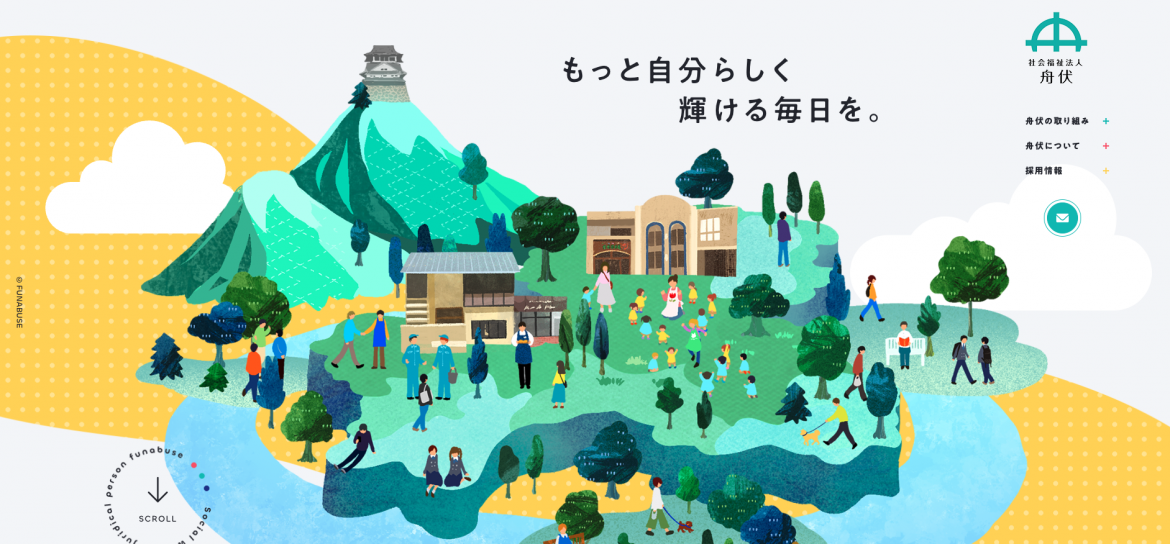 もっと自分らしく
輝ける毎日を。
社会福祉法人
舟伏
舟伏の取り組み +
舟伏について +
採用情報 +
© FUNABUSE
juridical person funabuse
Social
SCROLL